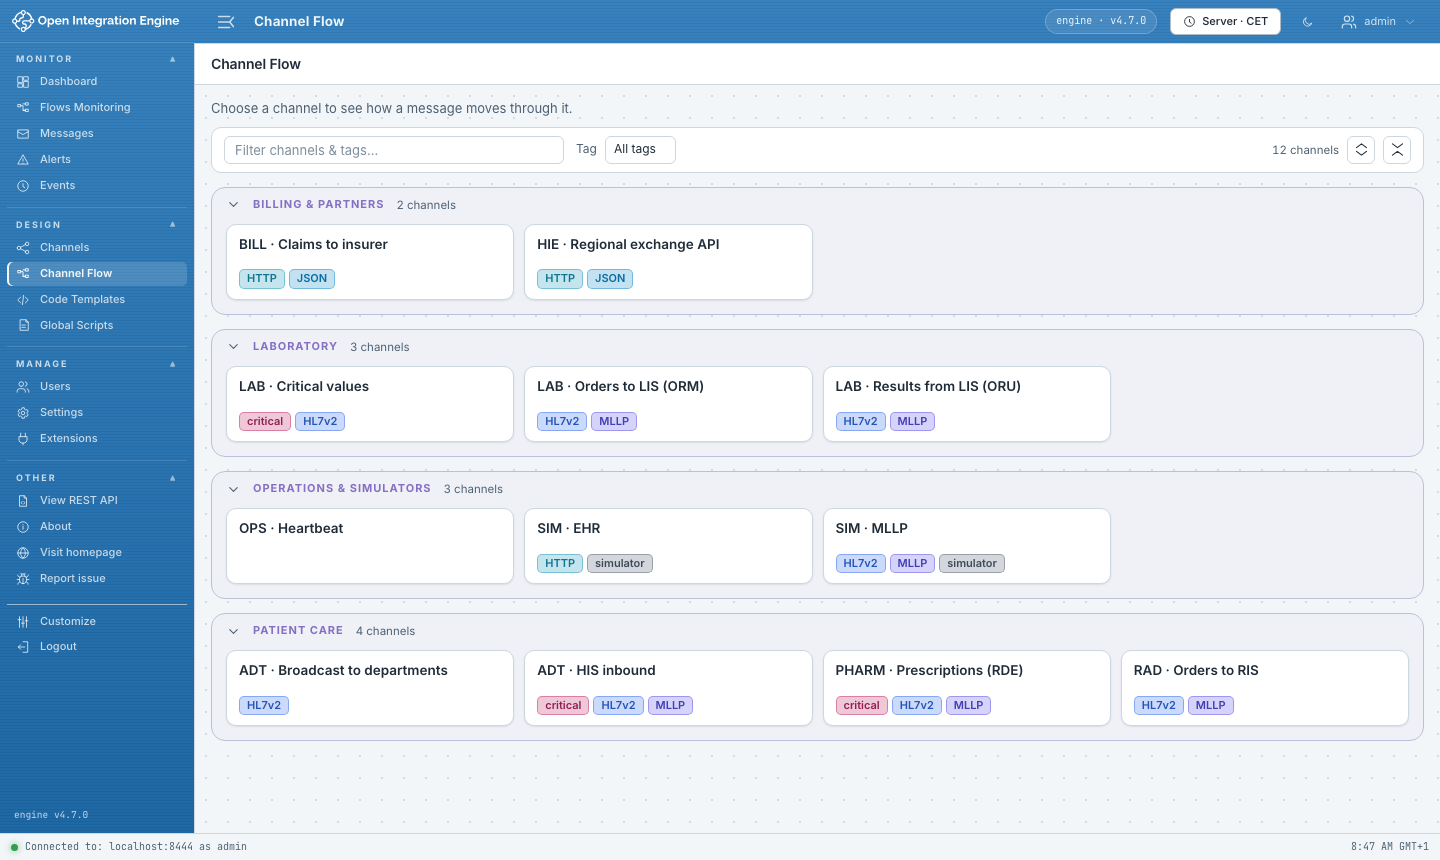 Open Integration Engine
Channel Flow
engine · v4.7.0
Server · CET
admin
MONITOR
Dashboard
Flows Monitoring
Messages
Alerts
Events
DESIGN
Channels
Channel Flow
Code Templates
Global Scripts
MANAGE
Users
Settings
Extensions
OTHER
View REST API
About
Visit homepage
Report issue
Customize
Logout
engine v4.7.0
Channel Flow
Choose a channel to see how a message moves through it.
Filter channels & tags...
Tag
All tags
12 channels
BILLING & PARTNERS 2 channels
BILL · Claims to insurer
HTTP JSON
HIE · Regional exchange API
HTTP JSON
LABORATORY 3 channels
LAB · Critical values
critical HL7v2
LAB · Orders to LIS (ORM)
HL7v2 MLLP
LAB · Results from LIS (ORU)
HL7v2 MLLP
OPERATIONS & SIMULATORS 3 channels
OPS · Heartbeat
SIM · EHR
HTTP simulator
SIM · MLLP
HL7v2 MLLP simulator
PATIENT CARE 4 channels
ADT · Broadcast to departments
HL7v2
ADT · HIS inbound
critical HL7v2 MLLP
PHARM · Prescriptions (RDE)
critical HL7v2 MLLP
RAD · Orders to RIS
HL7v2 MLLP
Connected to: localhost:8444 as admin
8:47 AM GMT+1